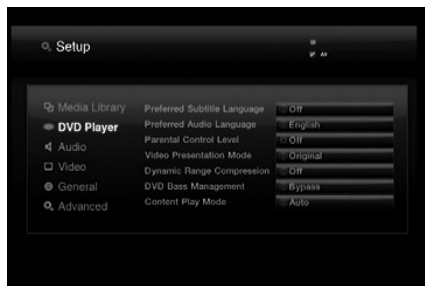 Setup
Media Library
DVD Player
Audio
Video
General
Advanced
Preferred Subtitle Language Off
Preferred Audio Language English
Parental Control Level Off
Video Presentation Mode Original
Dynamic Range Compression Off
DVD Bass Management Bypass
Content Play Mode Auto